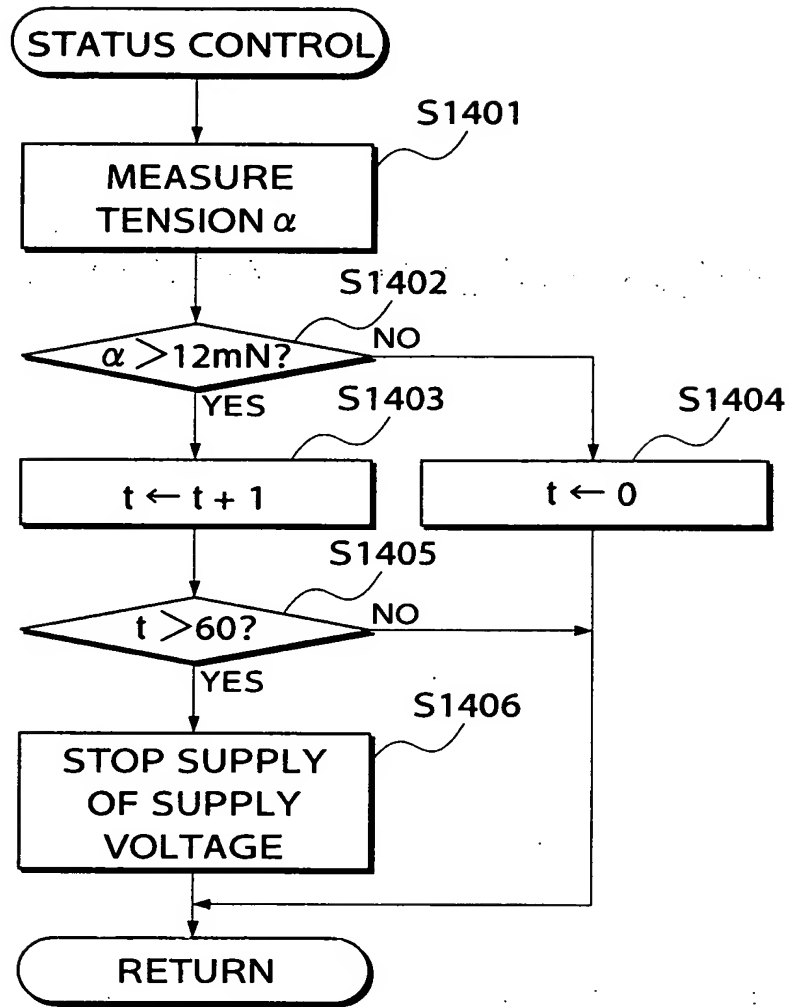 STATUS CONTROL
S1401
MEASURE
TENSION α
S1402
α > 12mN?
NO
YES
S1403
S1404
t ← t + 1
t ← 0
S1405
t > 60?
NO
YES
S1406
STOP SUPPLY
OF SUPPLY
VOLTAGE
RETURN